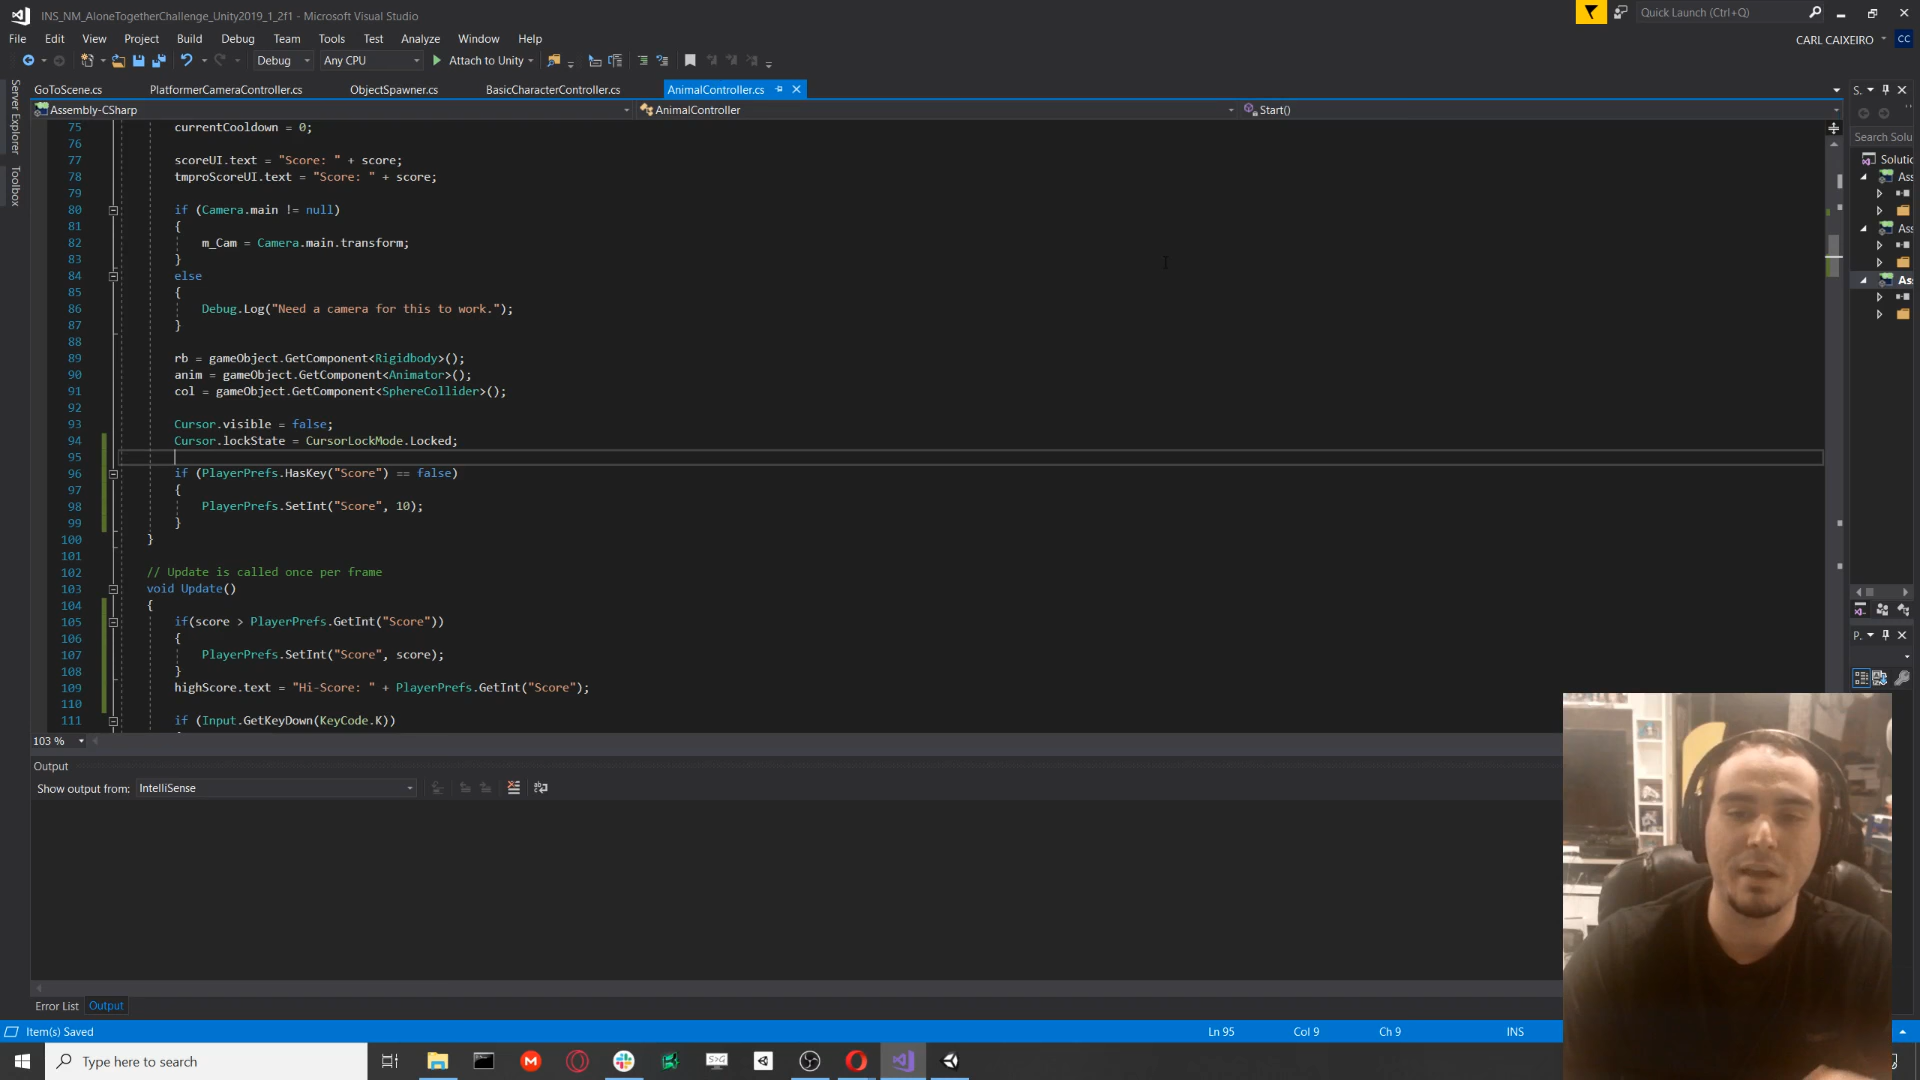 INS_NM_AloneTogetherChallenge_Unity2019_1_2f1 - Microsoft Visual Studio
Quick Launch (Ctrl+Q)
File Edit View Project Build Debug Team Tools Test Analyze Window Help
CARL CAIXEIRO CC
Debug Any CPU Attach to Unity
GoToScene.cs PlatformerCameraController.cs ObjectSpawner.cs BasicCharacterController.cs AnimalController.cs
S.
Server Explorer
Toolbox
Assembly-CSharp AnimalController Start()
Search Solu
Soluti
Ass
Ass
Ass
P.
75 currentCooldown = 0;
76
77 scoreUI.text = "Score: " + score;
78 tmproScoreUI.text = "Score: " + score;
79
80 if (Camera.main != null)
81 {
82 m_Cam = Camera.main.transform;
83 }
84 else
85 {
86 Debug.Log("Need a camera for this to work.");
87 }
88
89 rb = gameObject.GetComponent<Rigidbody>();
90 anim = gameObject.GetComponent<Animator>();
91 col = gameObject.GetComponent<SphereCollider>();
92
93 Cursor.visible = false;
94 Cursor.lockState = CursorLockMode.Locked;
95
96 if (PlayerPrefs.HasKey("Score") == false)
97 {
98 PlayerPrefs.SetInt("Score", 10);
99 }
100 }
101
102 // Update is called once per frame
103 void Update()
104 {
105 if(score > PlayerPrefs.GetInt("Score"))
106 {
107 PlayerPrefs.SetInt("Score", score);
108 }
109 highScore.text = "Hi-Score: " + PlayerPrefs.GetInt("Score");
110
111 if (Input.GetKeyDown(KeyCode.K))
103 %
Output
Show output from: IntelliSense
Error List Output
Item(s) Saved Ln 95 Col 9 Ch 9 INS
Type here to search